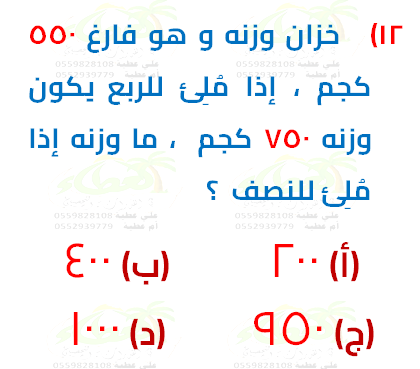 ١٢) خزان وزنه و هو فارغ ٥٥٠
كجم ، إذا مُلِئ للربع يكون
وزنه ٧٥٠ كجم ، ما وزنه إذا
مُلِئ للنصف ؟
(أ) ٢٠٠ (ب) ٤٠٠
(ج) ٩٥٠ (د) ١٠٠٠